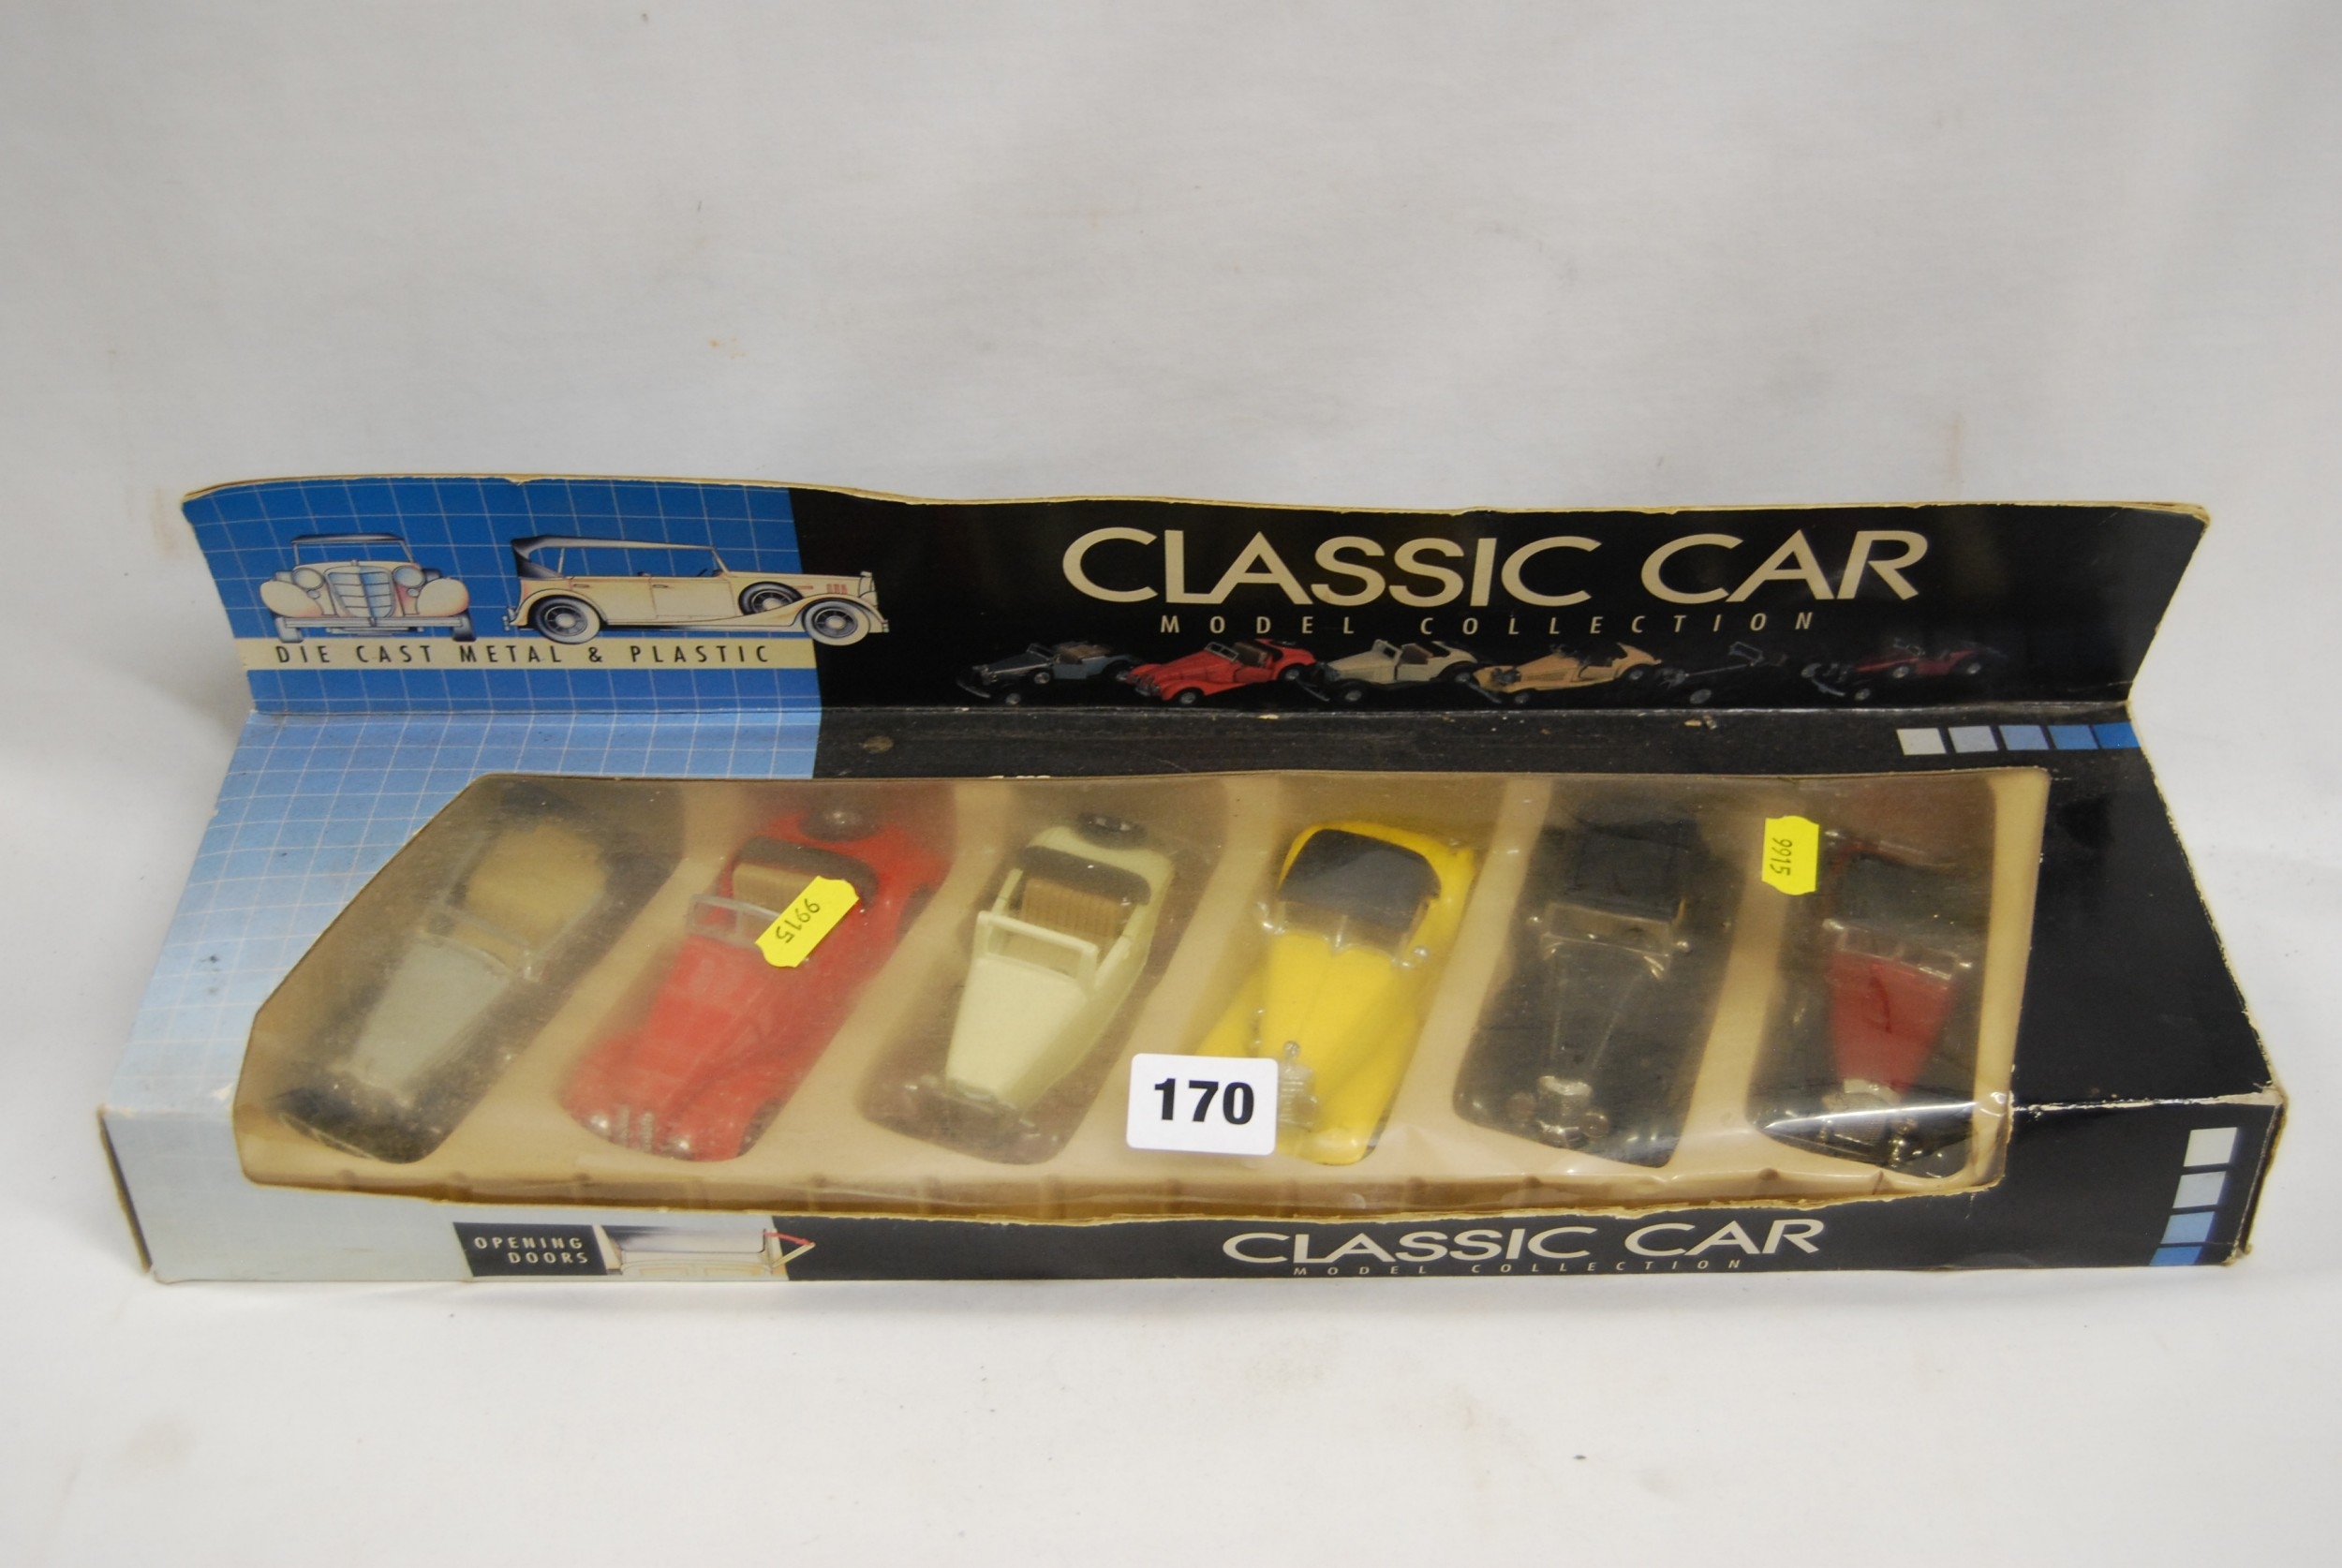 CLASSIC CAR
MODEL COLLECTION
DIE CAST METAL & PLASTIC
9915
9915
170
OPENING
DOORS
CLASSIC CAR
MODEL COLLECTION